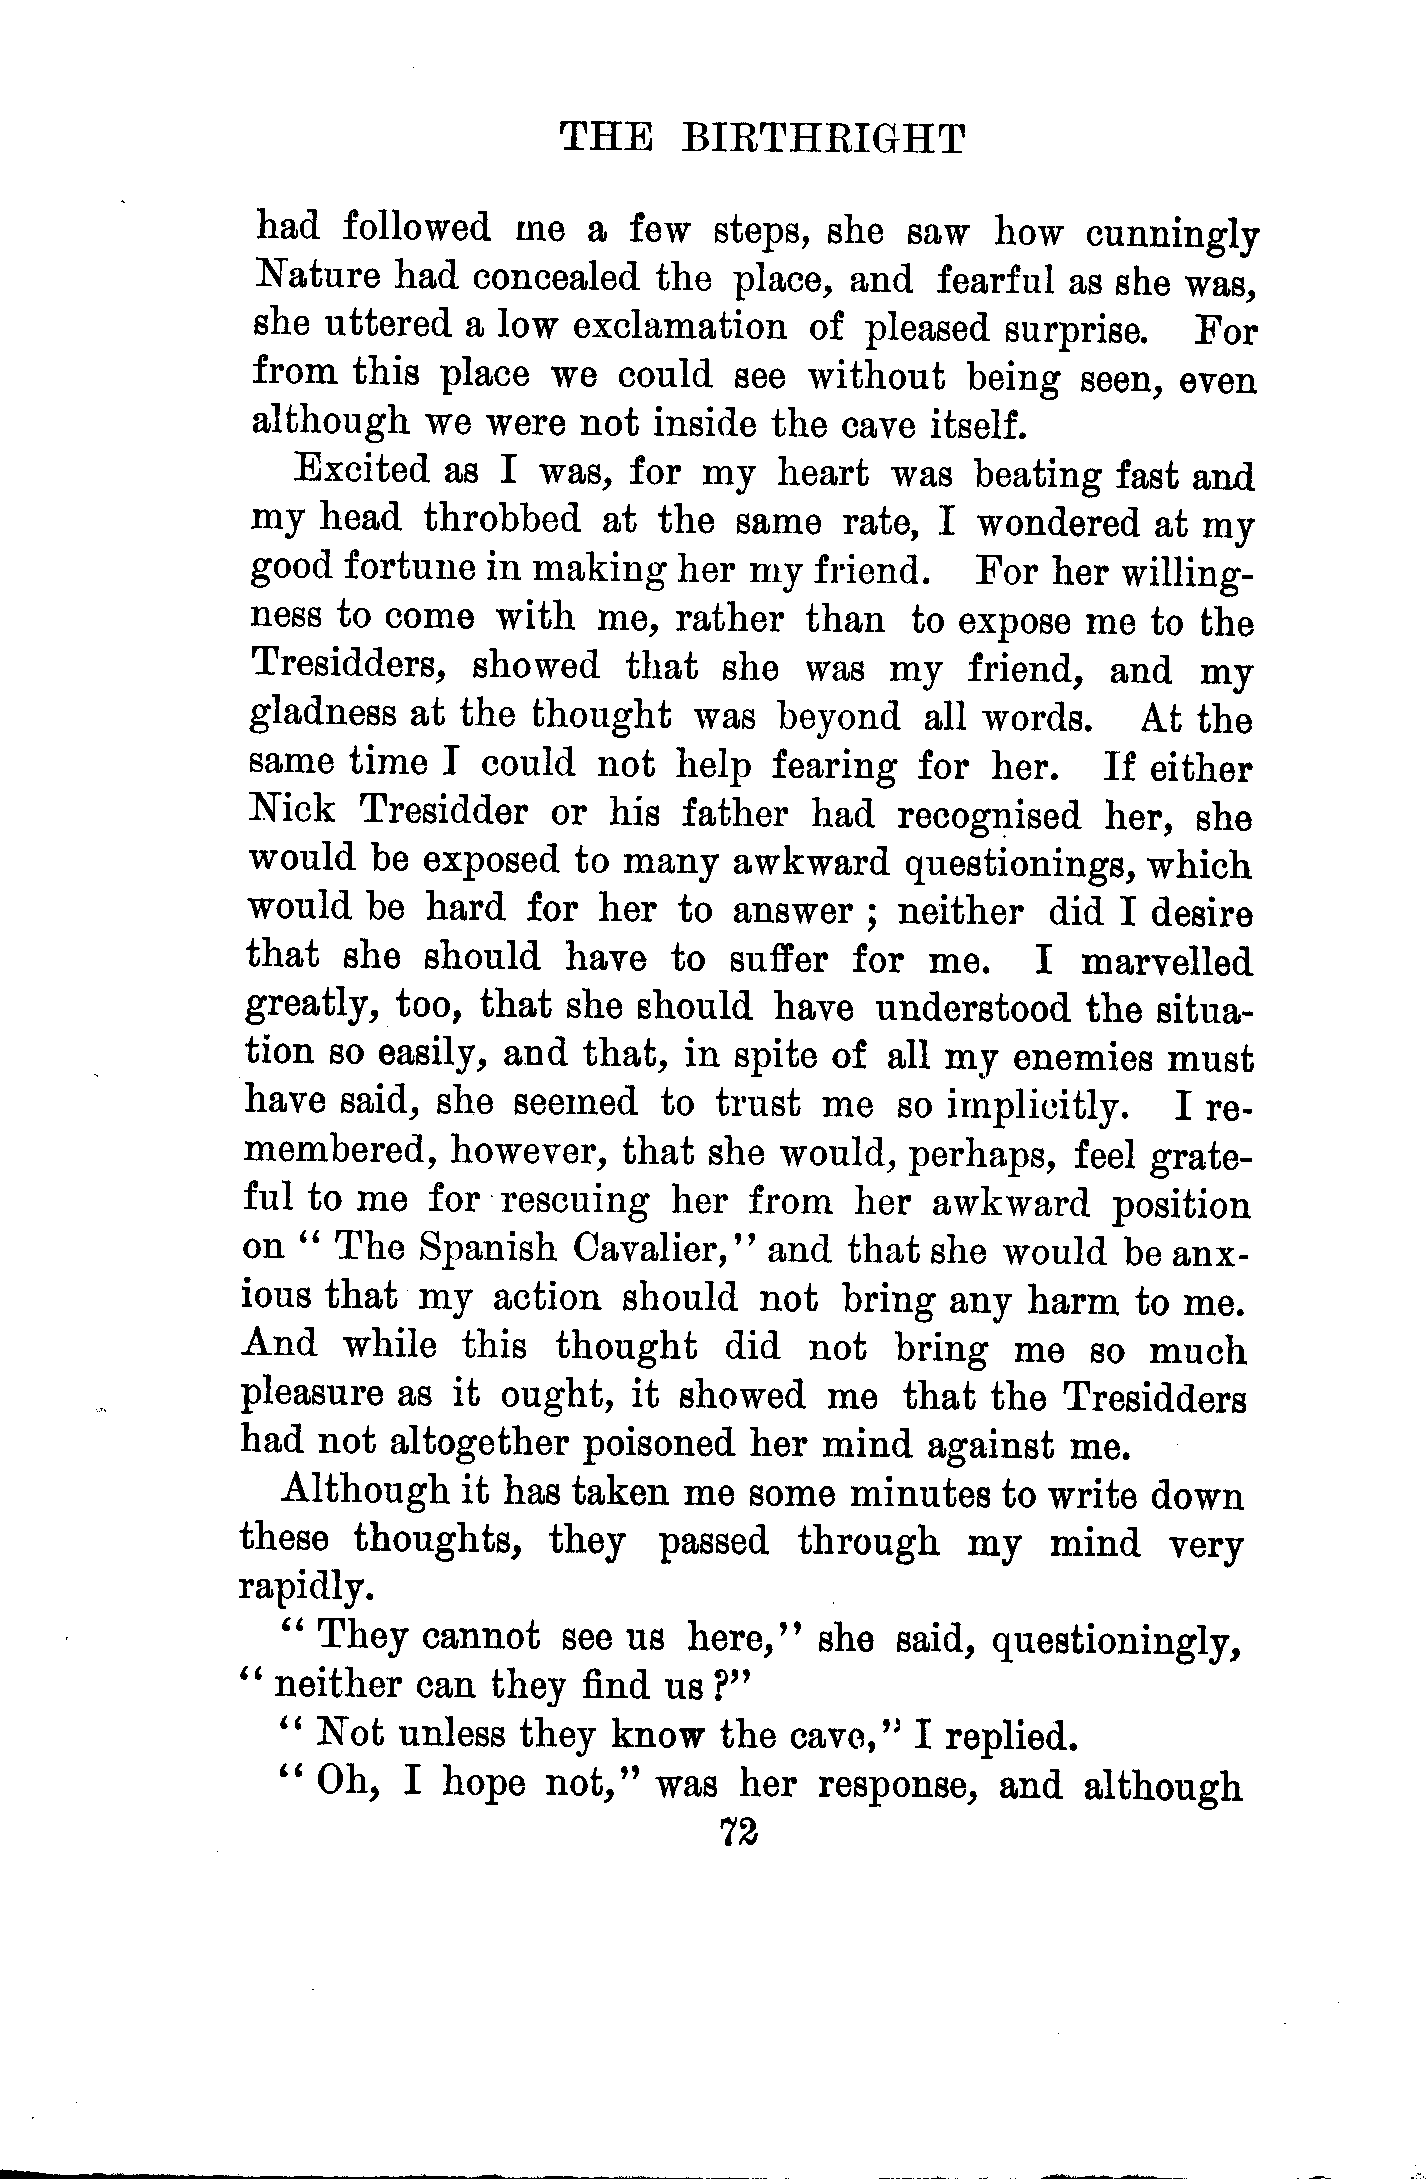 THE BIRTHRIGHT
had followed me a few steps, she saw how cunningly
Nature had concealed the place, and fearful as she was,
she uttered a low exclamation of pleased surprise. For
from this place we could see without being seen, even
although we were not inside the cave itself.
Excited as I was, for my heart was beating fast and
my head throbbed at the same rate, I wondered at my
good fortune in making her my friend. For her willing-
ness to come with me, rather than to expose me to the
Tresidders, showed that she was my friend, and my
gladness at the thought was beyond all words. At the
same time I could not help fearing for her. If either
Nick Tresidder or his father had recognised her, she
would be exposed to many awkward questionings, which
would be hard for her to answer ; neither did I desire
that she should have to suffer for me. I marvelled
greatly, too, that she should have understood the situa-
tion so easily, and that, in spite of all my enemies must
have said, she seemed to trust me so implicitly. I re-
membered, however, that she would, perhaps, feel grate-
ful to me for rescuing her from her awkward position
on “ The Spanish Cavalier,” and that she would be anx-
ious that my action should not bring any harm to me.
And while this thought did not bring me so much
pleasure as it ought, it showed me that the Tresidders
had not altogether poisoned her mind against me.
Although it has taken me some minutes to write down
these thoughts, they passed through my mind very
rapidly.
“ They cannot see us here,” she said, questioningly,
“ neither can they find us ?”
“ Not unless they know the cave,” I replied.
“ Oh, I hope not,” was her response, and although
72